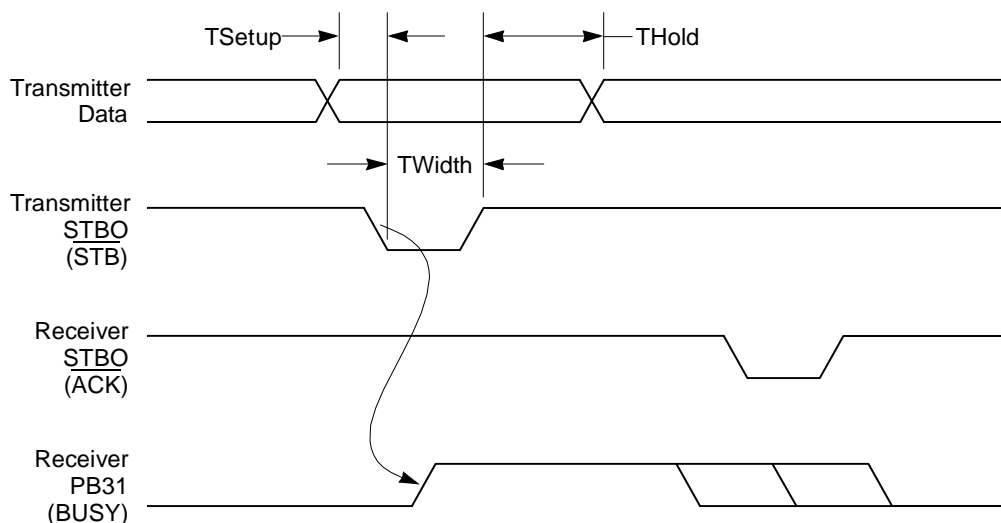 TSetup
THold
Transmitter
Data
TWidth
Transmitter
STBO
(STB)
Receiver
STBO
(ACK)
Receiver
PB31
(BUSY)